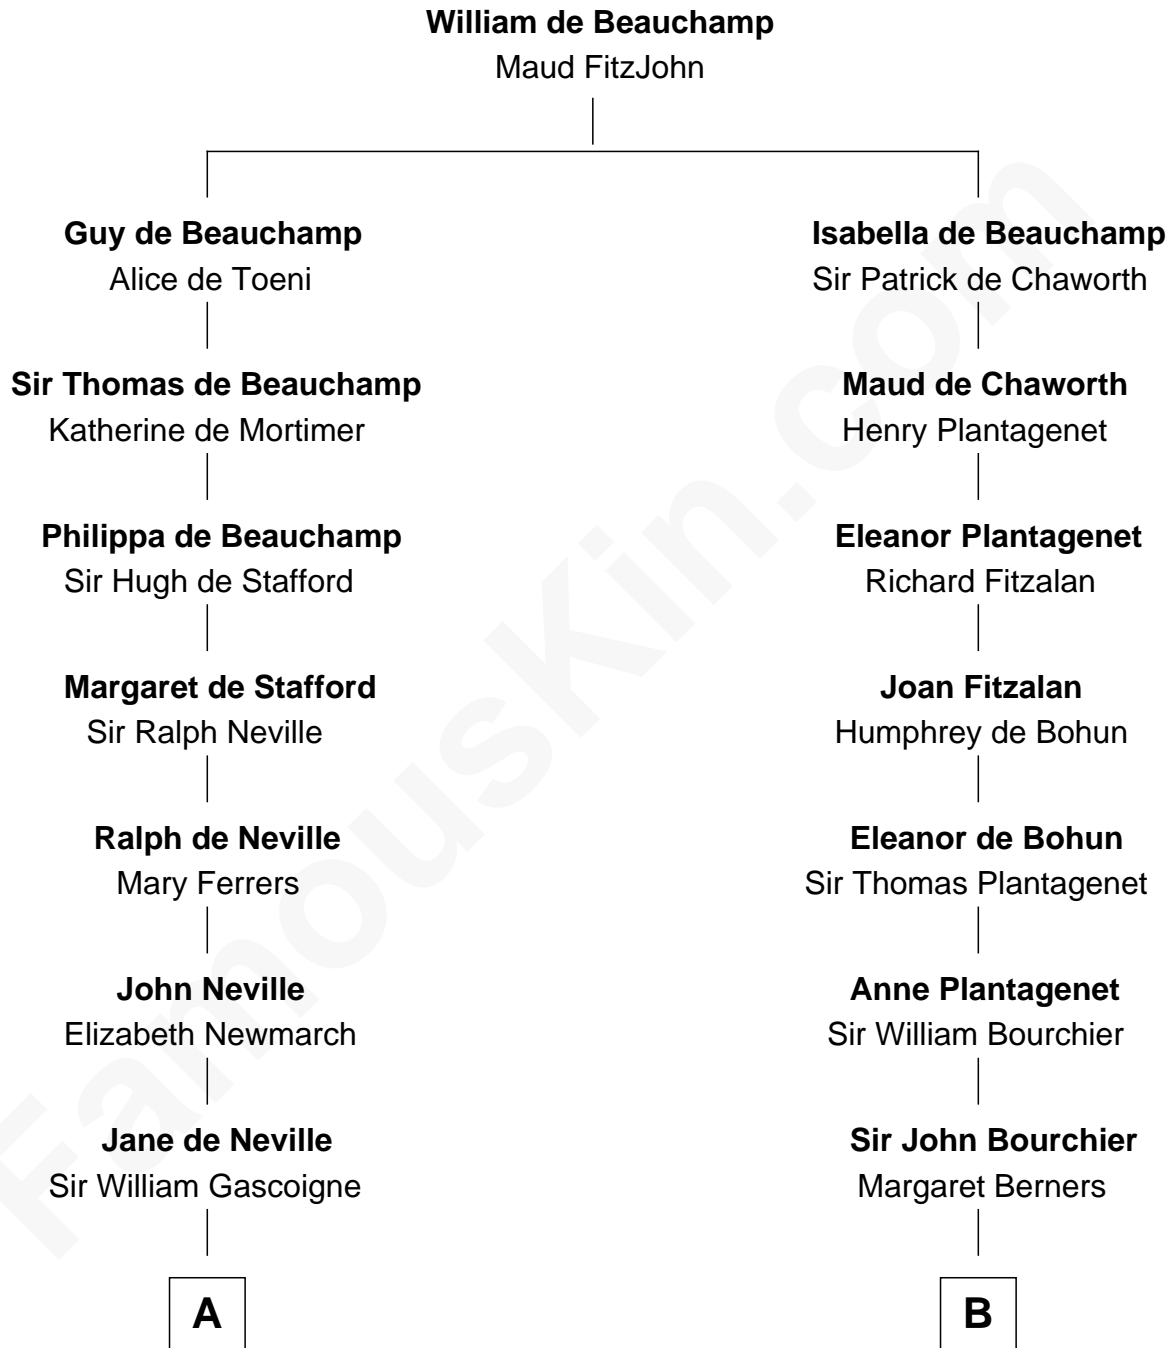 William de Beauchamp
Maud FitzJohn
Guy de Beauchamp
Alice de Toeni
Isabella de Beauchamp
Sir Patrick de Chaworth
Sir Thomas de Beauchamp
Katherine de Mortimer
Maud de Chaworth
Henry Plantagenet
Philippa de Beauchamp
Sir Hugh de Stafford
Eleanor Plantagenet
Richard Fitzalan
Margaret de Stafford
Sir Ralph Neville
Joan Fitzalan
Humphrey de Bohun
Ralph de Neville
Mary Ferrers
Eleanor de Bohun
Sir Thomas Plantagenet
John Neville
Elizabeth Newmarch
Anne Plantagenet
Sir William Bourchier
Jane de Neville
Sir William Gascoigne
Sir John Bourchier
Margaret Berners
A
B
FamousKin.com